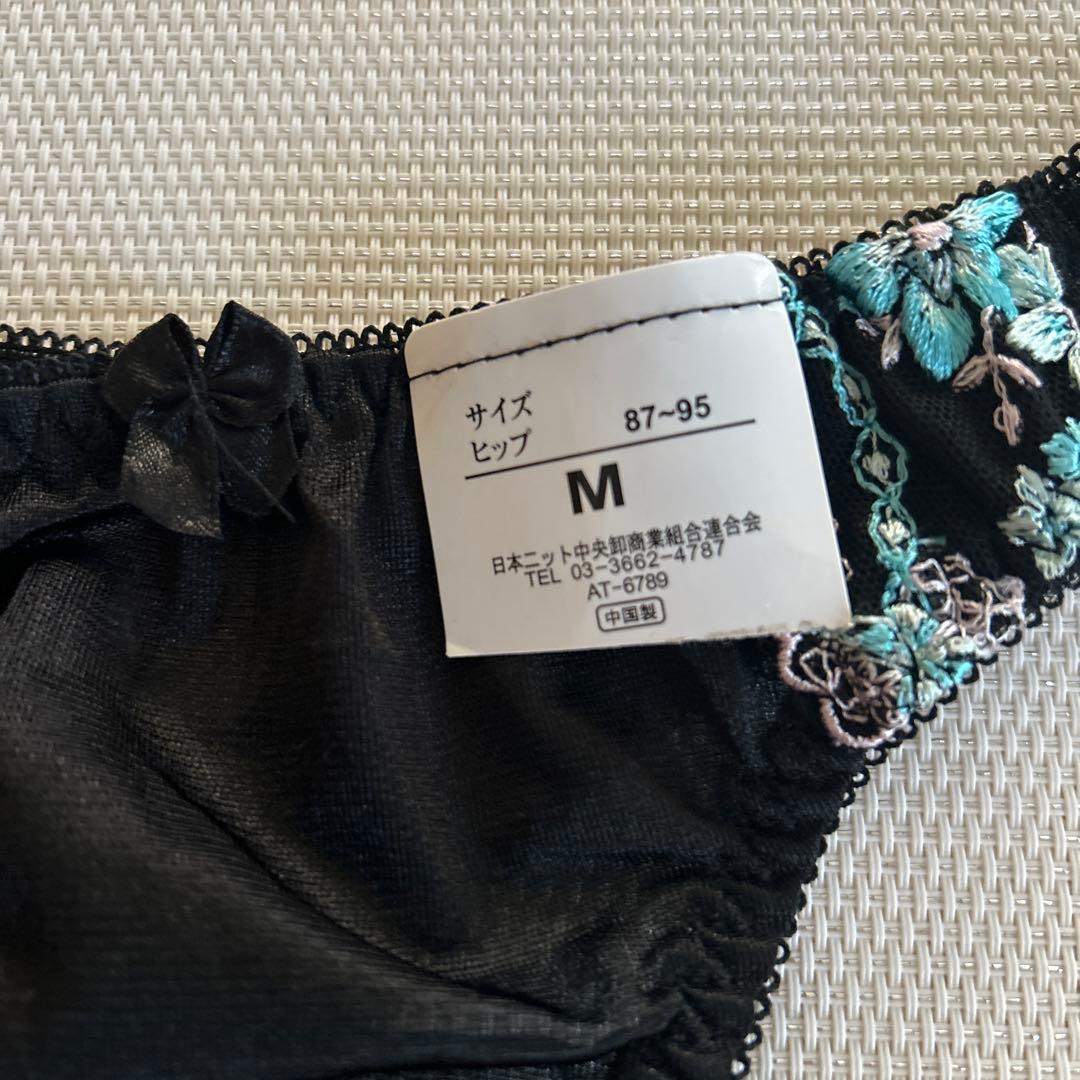 サイズ
ヒップ 87~95
M
日本ニット中央卸商業組合連合会
TEL 03-3662-4787
AT-6789
中国製